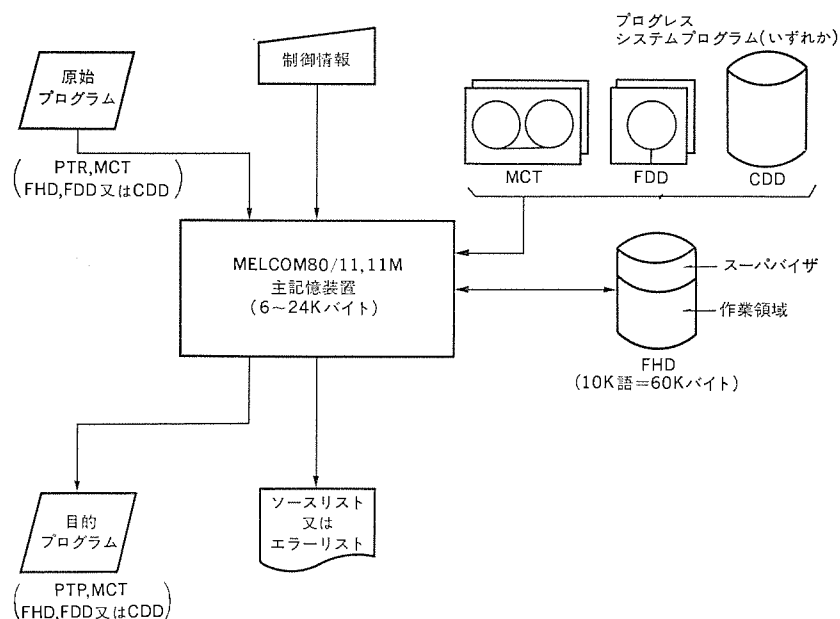 プログレス
システムプログラム(いずれか)
原始
プログラム
制御情報
(PTR,MCT
FHD,FDD又はCDD)
MCT
FDD
CDD
MELCOM80/11,11M
主記憶装置
(6~24Kバイト)
スーパバイザ
作業領域
FHD
(10K語=60Kバイト)
目的
プログラム
(PTP,MCT
FHD,FDD又はCDD)
ソースリスト
又は
エラーリスト